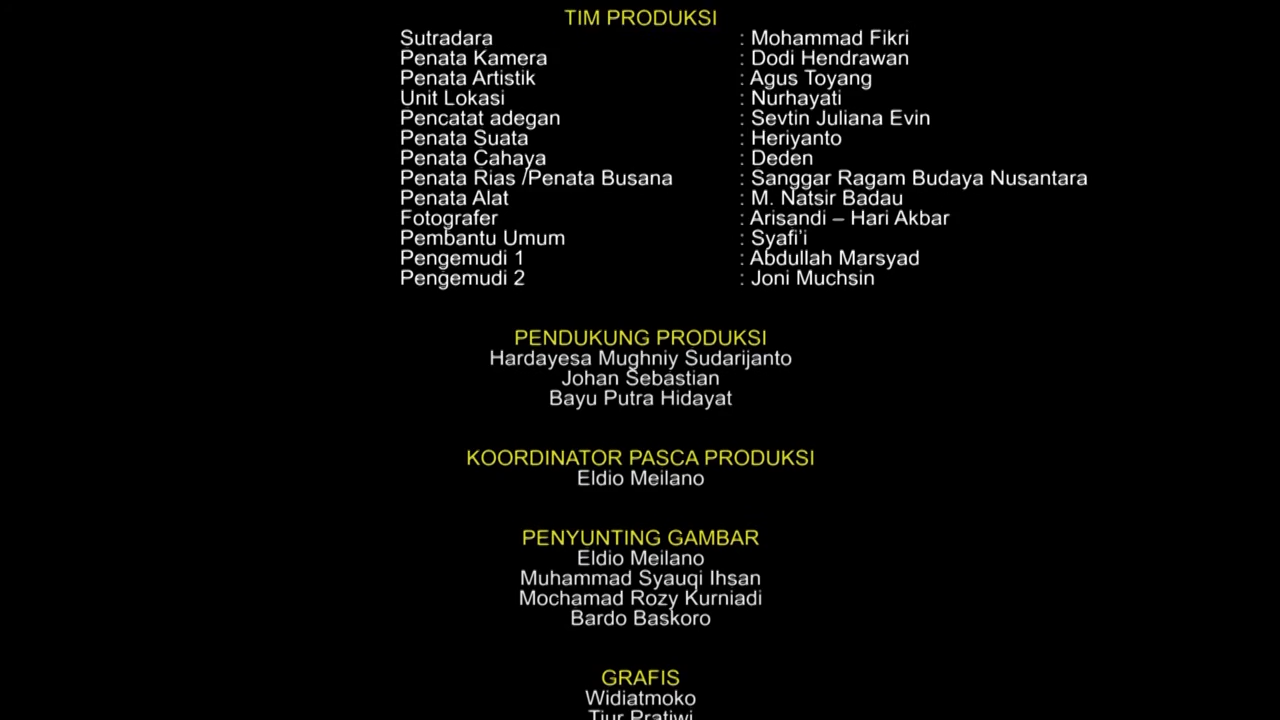 TIM PRODUKSI
Sutradara : Mohammad Fikri
Penata Kamera : Dodi Hendrawan
Penata Artistik : Agus Toyang
Unit Lokasi : Nurhayati
Pencatat adegan : Sevtin Juliana Evin
Penata Suata : Heriyanto
Penata Cahaya : Deden
Penata Rias /Penata Busana : Sanggar Ragam Budaya Nusantara
Penata Alat : M. Natsir Badau
Fotografer : Arisandi – Hari Akbar
Pembantu Umum : Syafi'i
Pengemudi 1 : Abdullah Marsyad
Pengemudi 2 : Joni Muchsin
PENDUKUNG PRODUKSI
Hardayesa Mughniy Sudarijanto
Johan Sebastian
Bayu Putra Hidayat
KOORDINATOR PASCA PRODUKSI
Eldio Meilano
PENYUNTING GAMBAR
Eldio Meilano
Muhammad Syauqi Ihsan
Mochamad Rozy Kurniadi
Bardo Baskoro
GRAFIS
Widiatmoko
Tiur Pratiwi